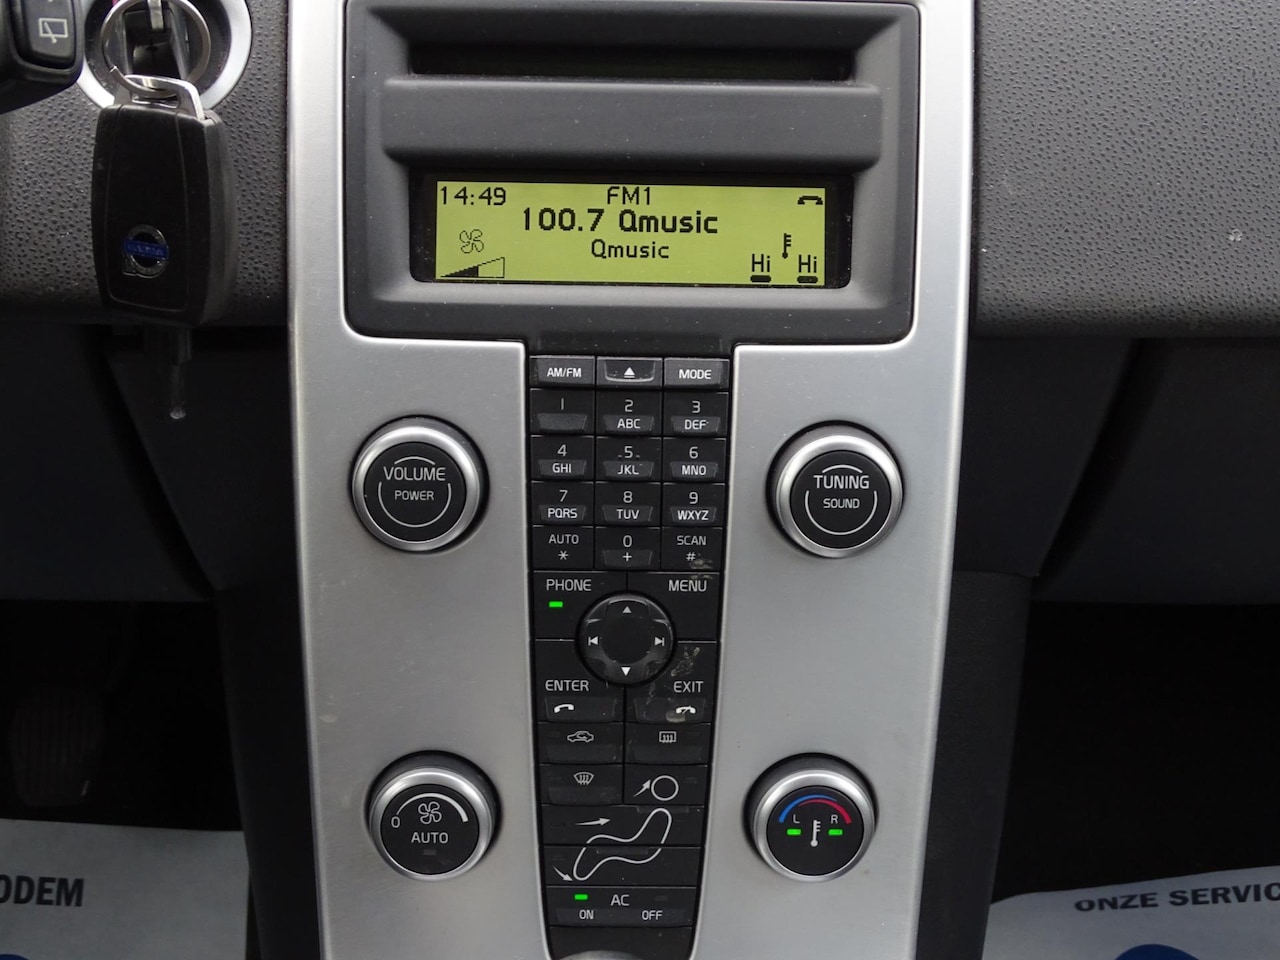 14:49 FM1
100.7 Qmusic
Qmusic
Hi Hi
AM/FM MODE
1 2 3
ABC DEF
4 5 6
GHI JKL MNO
7 8 9
PQRS TUV WXYZ
AUTO 0 SCAN
* + #
VOLUME
POWER
TUNING
SOUND
PHONE MENU
ENTER EXIT
0 AUTO
L R
AC
ON OFF
ODEM
ONZE SERVIC